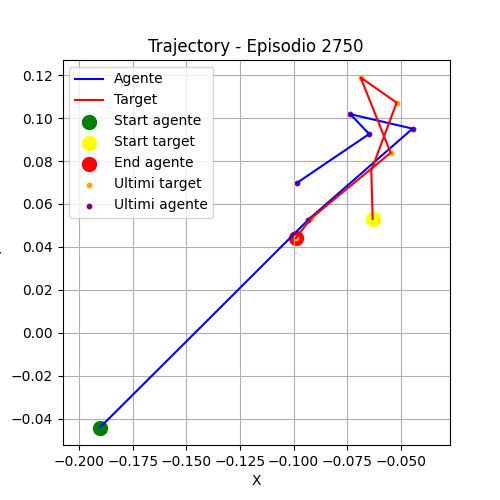 Trajectory - Episodio 2750
Agente
Target
Start agente
Start target
End agente
Ultimi target
Ultimi agente
0.12
0.10
0.08
0.06
0.04
0.02
0.00
−0.02
−0.04
−0.200 −0.175 −0.150 −0.125 −0.100 −0.075 −0.050
X